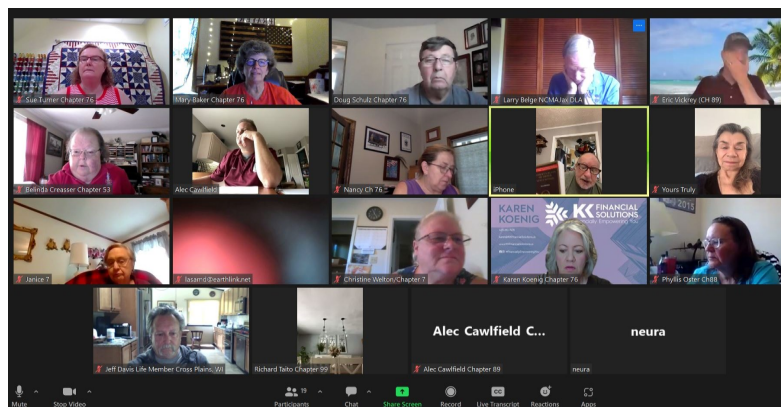 Sue Turner Chapter 76
Mary Baker Chapter 76
Doug Schulz Chapter 76
Larry Belge NCMAJax DLA
Eric Vickrey (CH 89)
Belinda Creasser Chapter 53
Alec Cawlfield
Nancy Ch 76
iPhone
Yours Truly
2015
KAREN KOENIG
KK FINANCIAL SOLUTIONS
Janice 7
lasamd@earthlink.net
Christine Welton/Chapter 7
Karen Koenig Chapter 76
Phyllis Oster Ch88
Alec Cawlfield C...
neura
Jeff Davis Life Member Cross Plains, WI
Richard Taito Chapter 99
Alec Cawlfield Chapter 89
neura
Mute
Stop Video
19
Participants
Chat
Share Screen
Record
CC
Live Transcript
Reactions
Apps